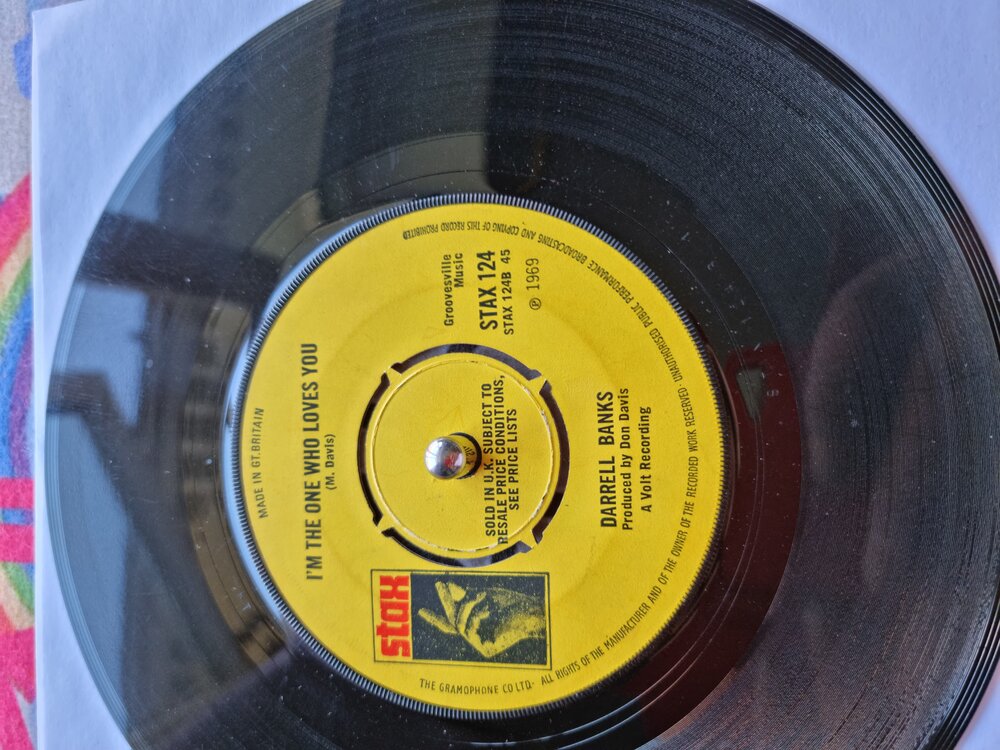 MADE IN GT. BRITAIN
I'M THE ONE WHO LOVES YOU
(M. Davis)
stax
Groovesville
Music
STAX 124
STAX 124B 45
℗ 1969
SOLD IN U.K. SUBJECT TO
RESALE PRICE CONDITIONS,
SEE PRICE LISTS
DARRELL BANKS
Produced by Don Davis
A Volt Recording
THE GRAMOPHONE CO LTD· ALL RIGHTS OF THE MANUFACTURER AND OF THE OWNER OF THE RECORDED WORK RESERVED· UNAUTHORISED PUBLIC PERFORMANCE BROADCASTING AND COPYING OF THIS RECORD PROHIBITED